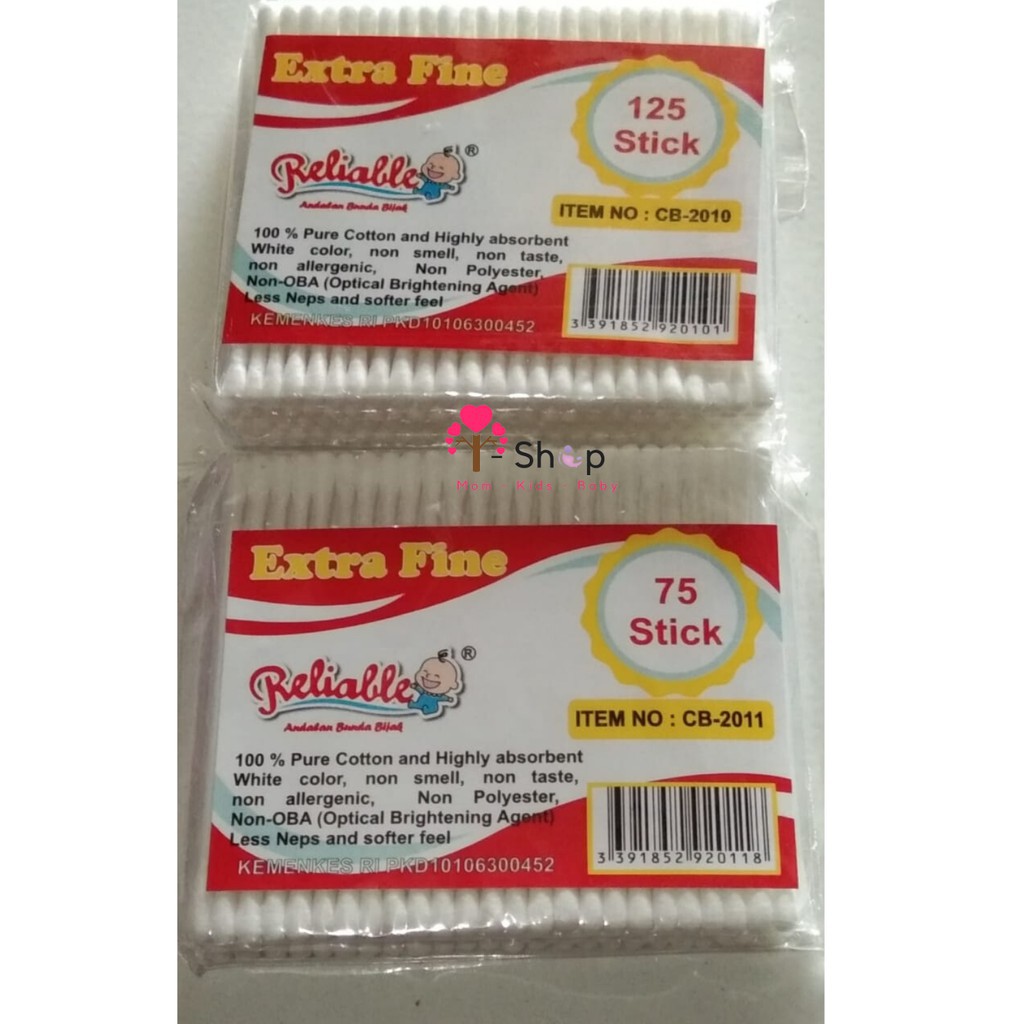 Extra Fine
125
Stick
Reliable ®
Andalan Bunda Bijak
ITEM NO : CB-2010
100 % Pure Cotton and Highly absorbent
White color, non smell, non taste,
non allergenic, Non Polyester,
Non-OBA (Optical Brightening Agent)
Less Neps and softer feel
KEMENKES RI PKD10106300452
3 391852 920101
- Shop
Mom Kids Baby
Extra Fine
75
Stick
Reliable ®
Andalan Bunda Bijak
ITEM NO : CB-2011
100 % Pure Cotton and Highly absorbent
White color, non smell, non taste,
non allergenic, Non Polyester,
Non-OBA (Optical Brightening Agent)
Less Neps and softer feel
KEMENKES RI PKD10106300452
3 391852 920118